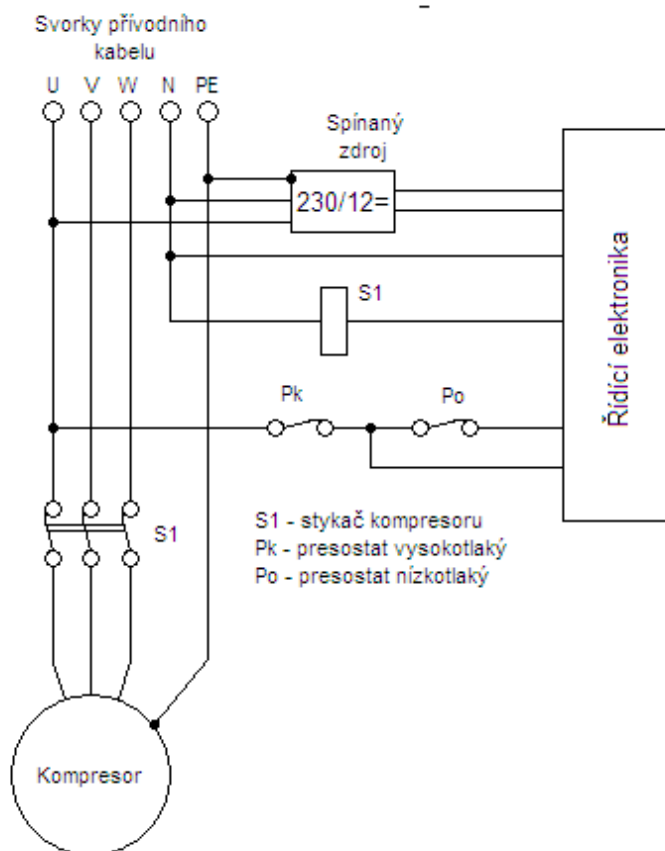 Svorky přívodního
kabelu
U V W N PE
Spínaný
zdroj
230/12=
Řídící elektronika
S1
Pk
Po
S1
S1 - stykač kompresoru
Pk - presostat vysokotlaký
Po - presostat nízkotlaký
Kompresor